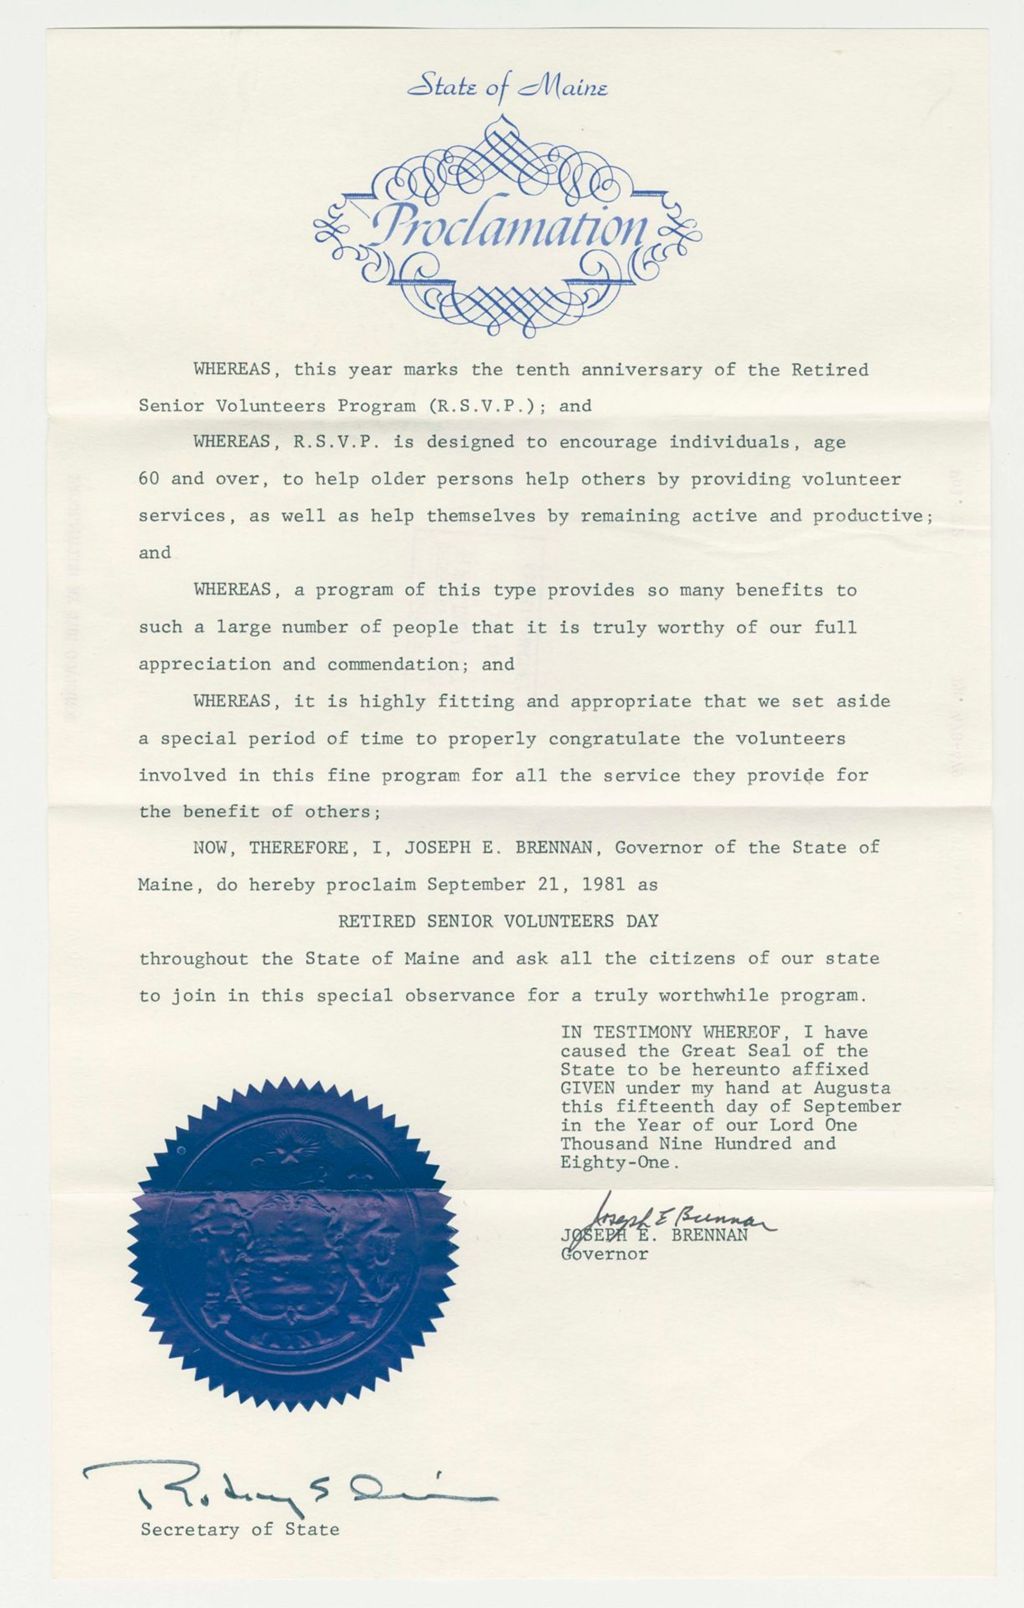 State of Maine
Proclamation
WHEREAS, this year marks the tenth anniversary of the Retired
Senior Volunteers Program (R.S.V.P.); and
WHEREAS, R.S.V.P. is designed to encourage individuals, age
60 and over, to help older persons help others by providing volunteer
services, as well as help themselves by remaining active and productive;
and
WHEREAS, a program of this type provides so many benefits to
such a large number of people that it is truly worthy of our full
appreciation and commendation; and
WHEREAS, it is highly fitting and appropriate that we set aside
a special period of time to properly congratulate the volunteers
involved in this fine program for all the service they provide for
the benefit of others;
NOW, THEREFORE, I, JOSEPH E. BRENNAN, Governor of the State of
Maine, do hereby proclaim September 21, 1981 as
RETIRED SENIOR VOLUNTEERS DAY
throughout the State of Maine and ask all the citizens of our state
to join in this special observance for a truly worthwhile program.
IN TESTIMONY WHEREOF, I have
caused the Great Seal of the
State to be hereunto affixed
GIVEN under my hand at Augusta
this fifteenth day of September
in the Year of our Lord One
Thousand Nine Hundred and
Eighty-One.
Joseph E Brennan
JOSEPH E. BRENNAN
Governor
Rodney S
Secretary of State